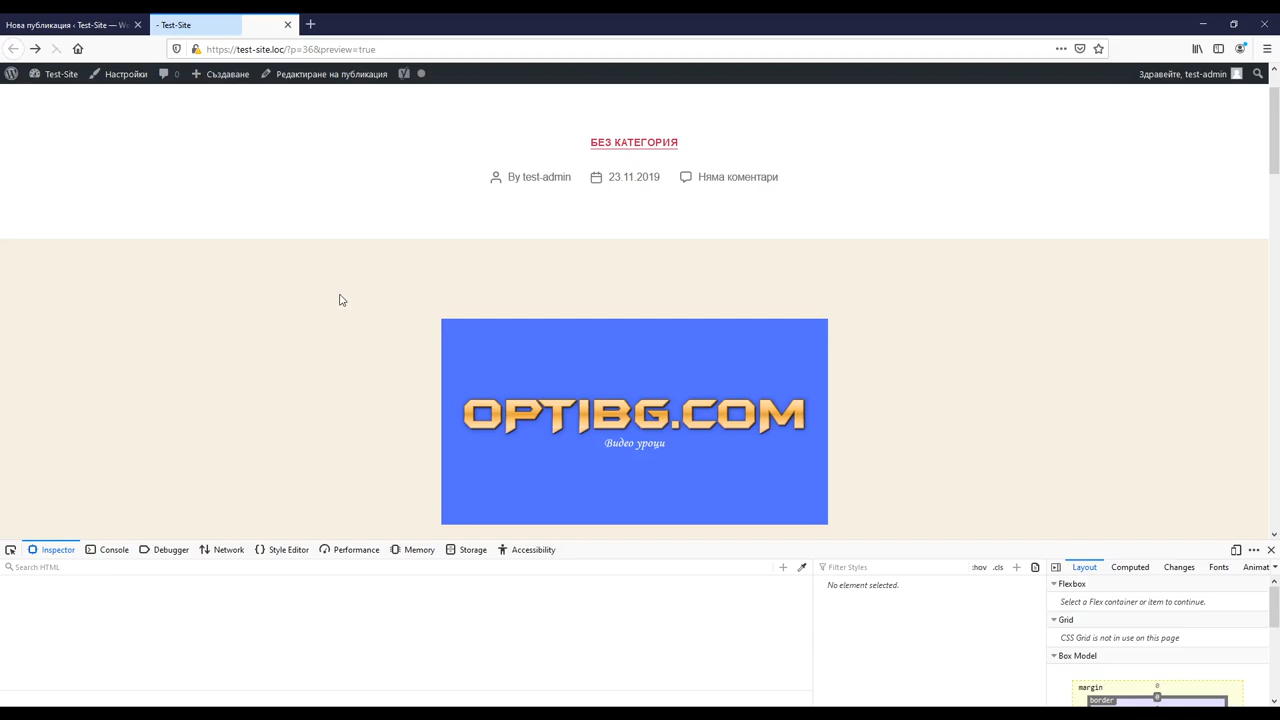 Нова публикация ‹ Test-Site — Wo
- Test-Site
https://test-site.loc/?p=36&preview=true
Test-Site
Настройки
0
Създаване
Редактиране на публикация
Здравейте, test-admin
БЕЗ КАТЕГОРИЯ
By test-admin
23.11.2019
Няма коментари
OPTIBG.COM
Видео уроци
Inspector
Console
Debugger
Network
Style Editor
Performance
Memory
Storage
Accessibility
Search HTML
Filter Styles
:hov
.cls
Layout
Computed
Changes
Fonts
Animat
No element selected.
Flexbox
Select a Flex container or item to continue.
Grid
CSS Grid is not in use on this page
Box Model
margin
0
border
0